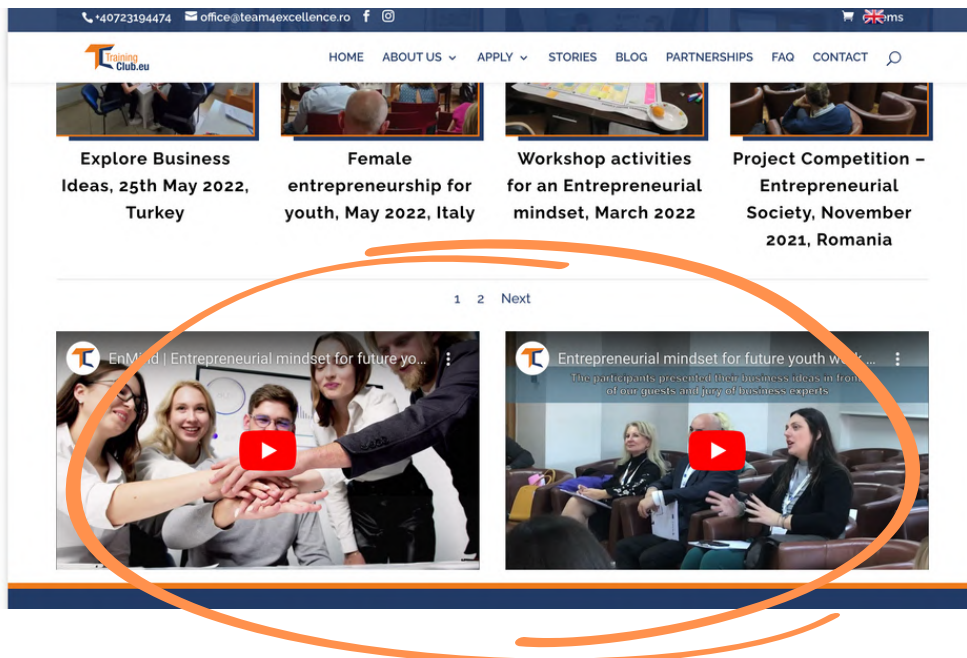 +40723194474 office@team4excellence.ro
Training
Club.eu
HOME ABOUT US APPLY STORIES BLOG PARTNERSHIPS FAQ CONTACT
Explore Business
Ideas, 25th May 2022,
Turkey
Female
entrepreneurship for
youth, May 2022, Italy
Workshop activities
for an Entrepreneurial
mindset, March 2022
Project Competition –
Entrepreneurial
Society, November
2021, Romania
1 2 Next
EnMind | Entrepreneurial mindset for future yo...
Entrepreneurial mindset for future youth work ...
The participants presented their business ideas in front
of our guests and jury of business experts